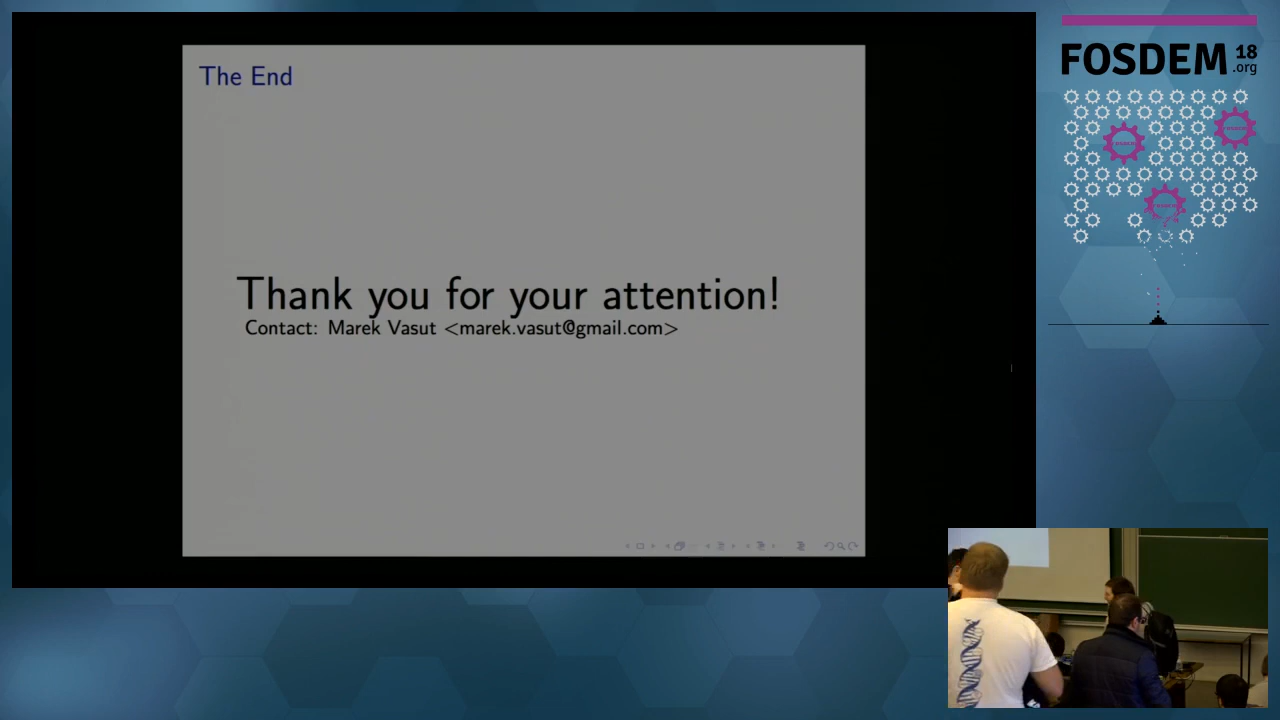 The End
Thank you for your attention!
Contact: Marek Vasut <marek.vasut@gmail.com>
FOSDEM 18
.org